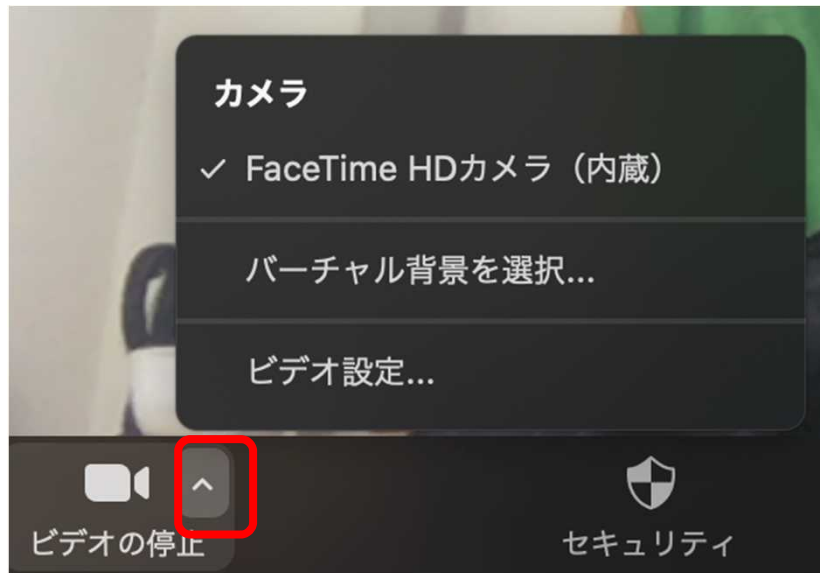 カメラ
✓ FaceTime HDカメラ（内蔵）
バーチャル背景を選択...
ビデオ設定...
ビデオの停止
セキュリティ